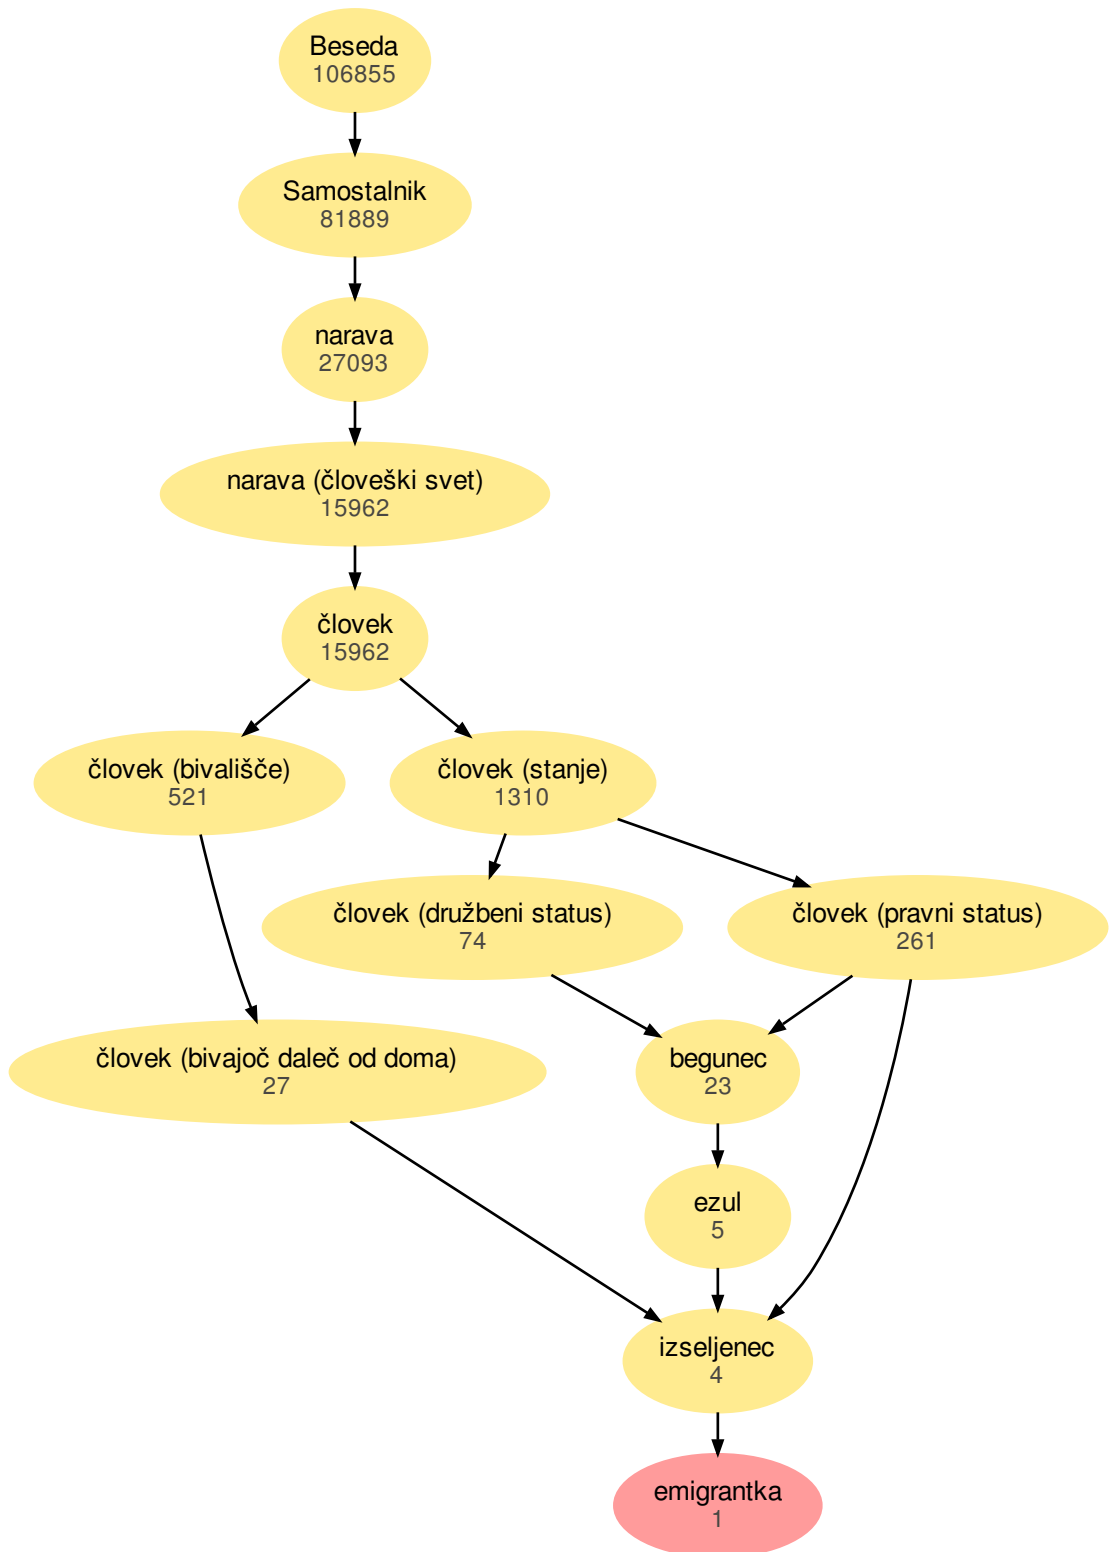 Beseda
106855
Samostalnik
81889
narava
27093
narava (človeški svet)
15962
človek
15962
človek (bivališče)
521
človek (stanje)
1310
človek (družbeni status)
74
človek (pravni status)
261
človek (bivajoč daleč od doma)
27
begunec
23
ezul
5
izseljenec
4
emigrantka
1